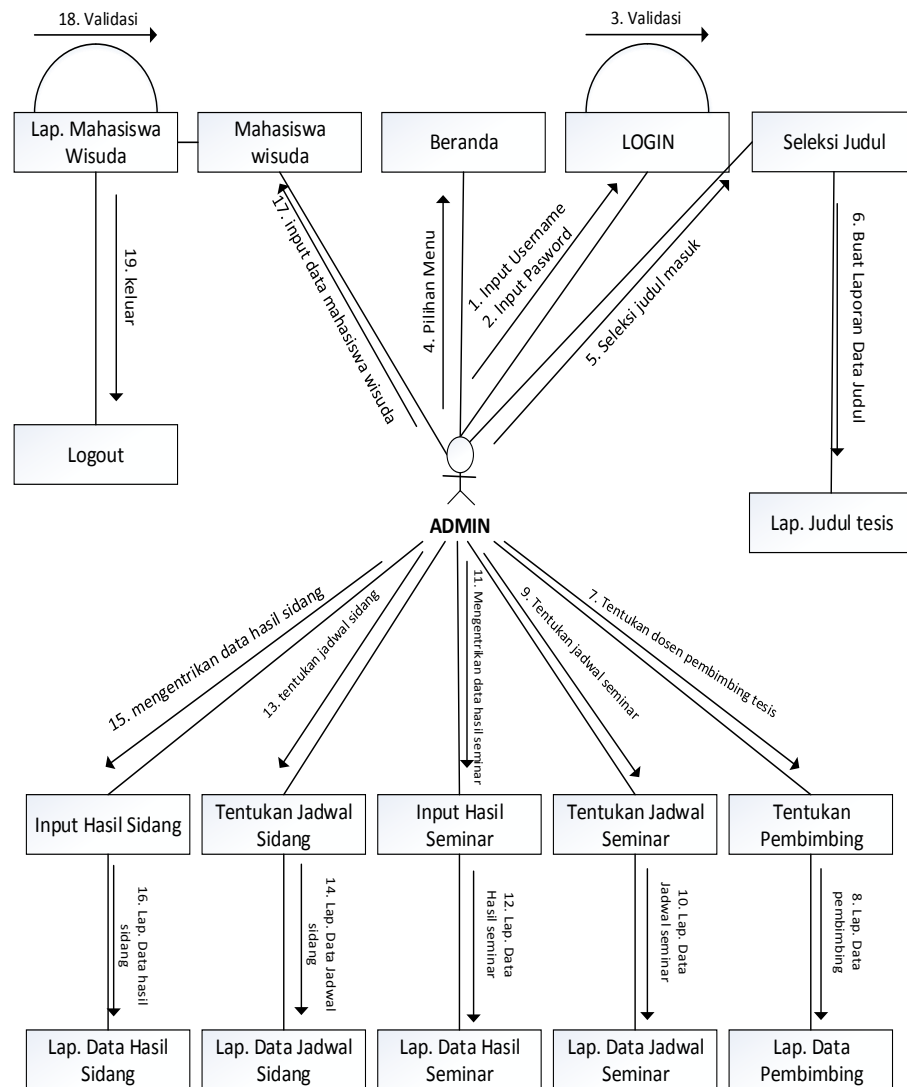 18. Validasi
3. Validasi
Lap. Mahasiswa
Wisuda
Mahasiswa
wisuda
Beranda
LOGIN
Seleksi Judul
17. input data mahasiswa wisuda
4. Pilihan Menu
1. Input Username
2. Input Pasword
5. Seleksi judul masuk
6. Buat Laporan Data Judul
19. keluar
Logout
Lap. Judul tesis
ADMIN
15. mengentrikan data hasil sidang
13. tentukan jadwal sidang
11. Mengentrikan data hasil seminar
9. Tentukan jadwal seminar
7. Tentukan dosen pembimbing tesis
Input Hasil Sidang
Tentukan Jadwal
Sidang
Input Hasil
Seminar
Tentukan Jadwal
Seminar
Tentukan
Pembimbing
16. Lap. Data hasil
sidang
14. Lap. Data Jadwal
sidang
12. Lap. Data
Hasil seminar
10. Lap. Data
Jadwal seminar
8. Lap. Data
pembimbing
Lap. Data Hasil
Sidang
Lap. Data Jadwal
Sidang
Lap. Data Hasil
Seminar
Lap. Data Jadwal
Seminar
Lap. Data
Pembimbing